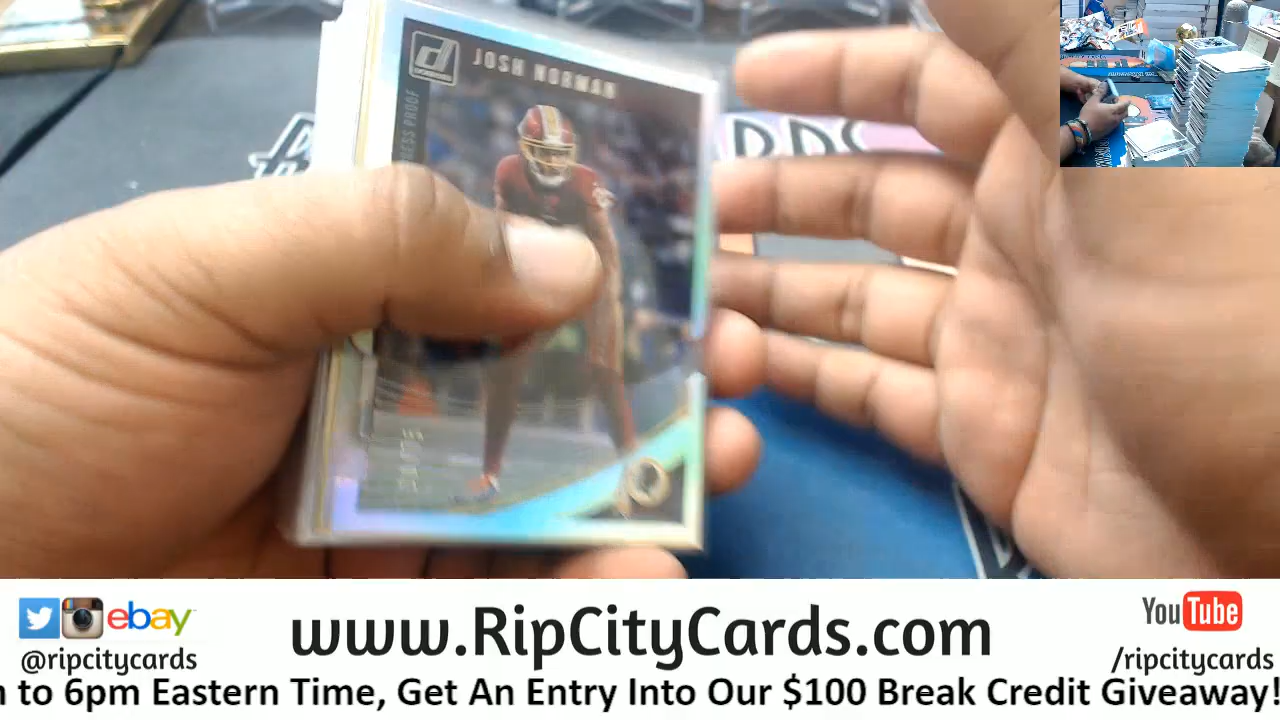 JOSH NORMAN
PRESS PROOF
ebay
www.RipCityCards.com
You Tube
@ripcitycards
/ripcitycards
to 6pm Eastern Time, Get An Entry Into Our $100 Break Credit Giveaway!